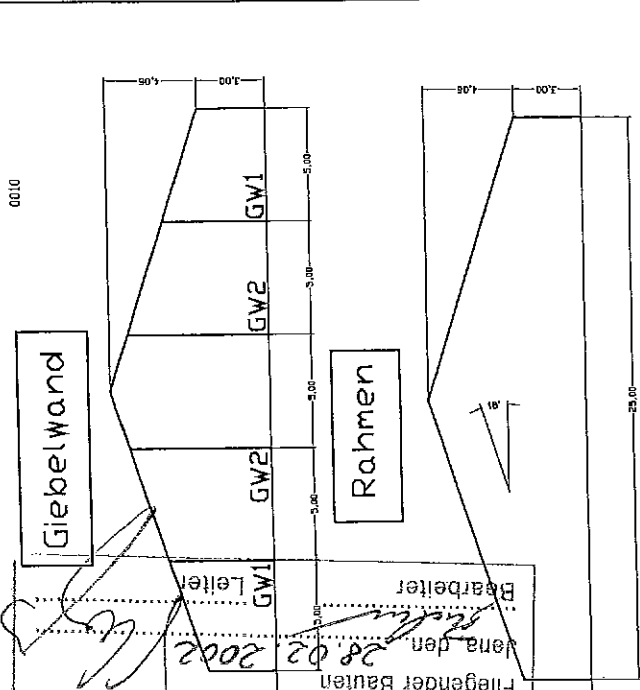 0010
Giebelwand
4,06
3,00
GW1
GW2
GW2
GW1
5,00
5,00
5,00
5,00
5,00
Rahmen
4,06
3,00
18°
25,00
Fliegender Bauten
Jena, den 28.02.2002
Bearbeiter
Leiter